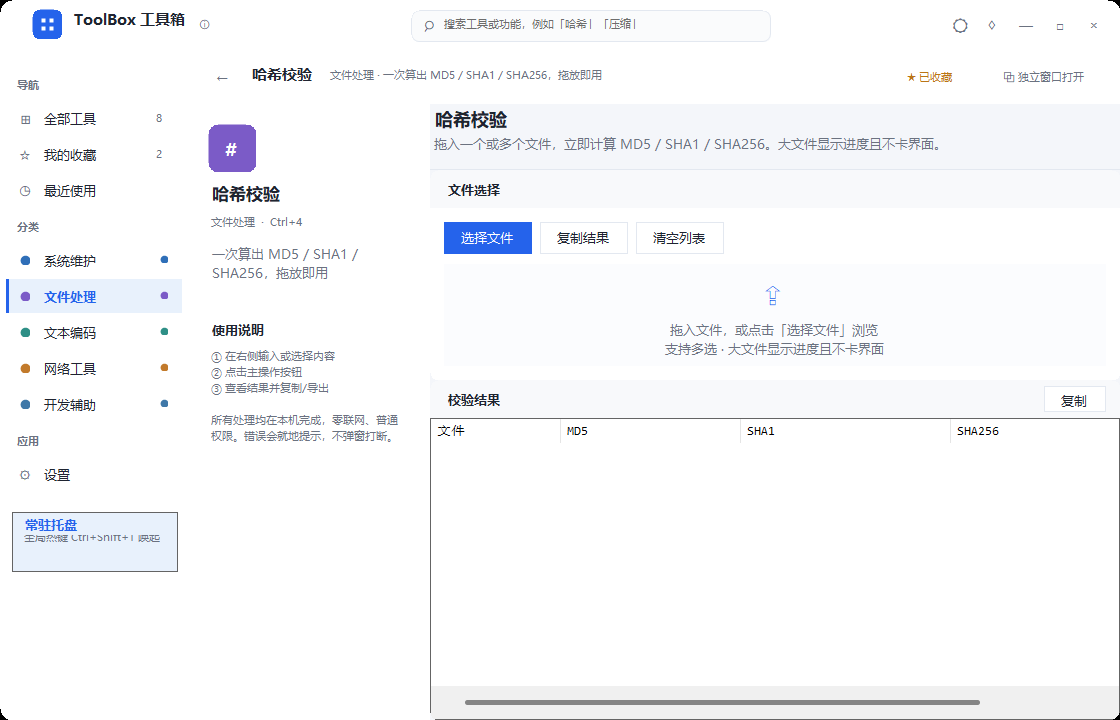 ToolBox 工具箱
搜索工具或功能，例如「哈希」「压缩」
导航
全部工具 8
我的收藏 2
最近使用
分类
系统维护
文件处理
文本编码
网络工具
开发辅助
应用
设置
常驻托盘
全局热键 Ctrl+Shift+T 唤起
← 哈希校验 文件处理 · 一次算出 MD5 / SHA1 / SHA256，拖放即用
★ 已收藏
独立窗口打开
#
哈希校验
文件处理 · Ctrl+4
一次算出 MD5 / SHA1 /
SHA256，拖放即用
使用说明
① 在右侧输入或选择内容
② 点击主操作按钮
③ 查看结果并复制/导出
所有处理均在本机完成，零联网、普通
权限。错误会就地提示，不弹窗打断。
哈希校验
拖入一个或多个文件，立即计算 MD5 / SHA1 / SHA256。大文件显示进度且不卡界面。
文件选择
选择文件 复制结果 清空列表
拖入文件，或点击「选择文件」浏览
支持多选 · 大文件显示进度且不卡界面
校验结果 复制
文件 MD5 SHA1 SHA256